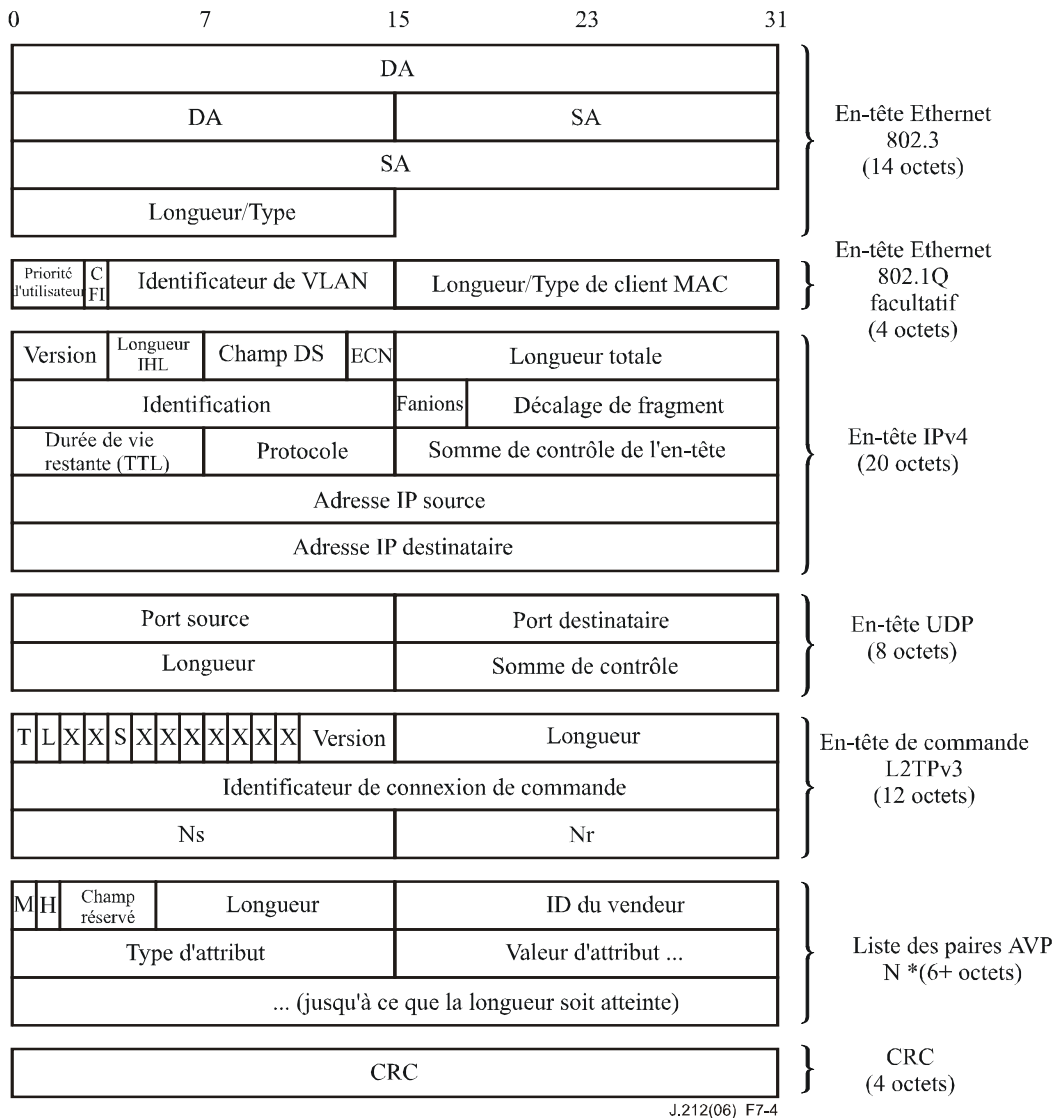 0 7 15 23 31
DA
DA SA
SA
Longueur/Type
En-tête Ethernet
802.3
(14 octets)
Priorité
d'utilisateur
C
FI
Identificateur de VLAN
Longueur/Type de client MAC
En-tête Ethernet
802.1Q
facultatif
(4 octets)
Version
Longueur
IHL
Champ DS
ECN
Longueur totale
Identification
Fanions
Décalage de fragment
Durée de vie
restante (TTL)
Protocole
Somme de contrôle de l'en-tête
Adresse IP source
Adresse IP destinataire
En-tête IPv4
(20 octets)
Port source Port destinataire
Longueur Somme de contrôle
En-tête UDP
(8 octets)
T L X X S X X X X X X X Version Longueur
Identificateur de connexion de commande
Ns Nr
En-tête de commande
L2TPv3
(12 octets)
M H
Champ
réservé
Longueur
ID du vendeur
Type d'attribut Valeur d'attribut ...
... (jusqu'à ce que la longueur soit atteinte)
Liste des paires AVP
N *(6+ octets)
CRC
CRC
(4 octets)
J.212(06) F7-4